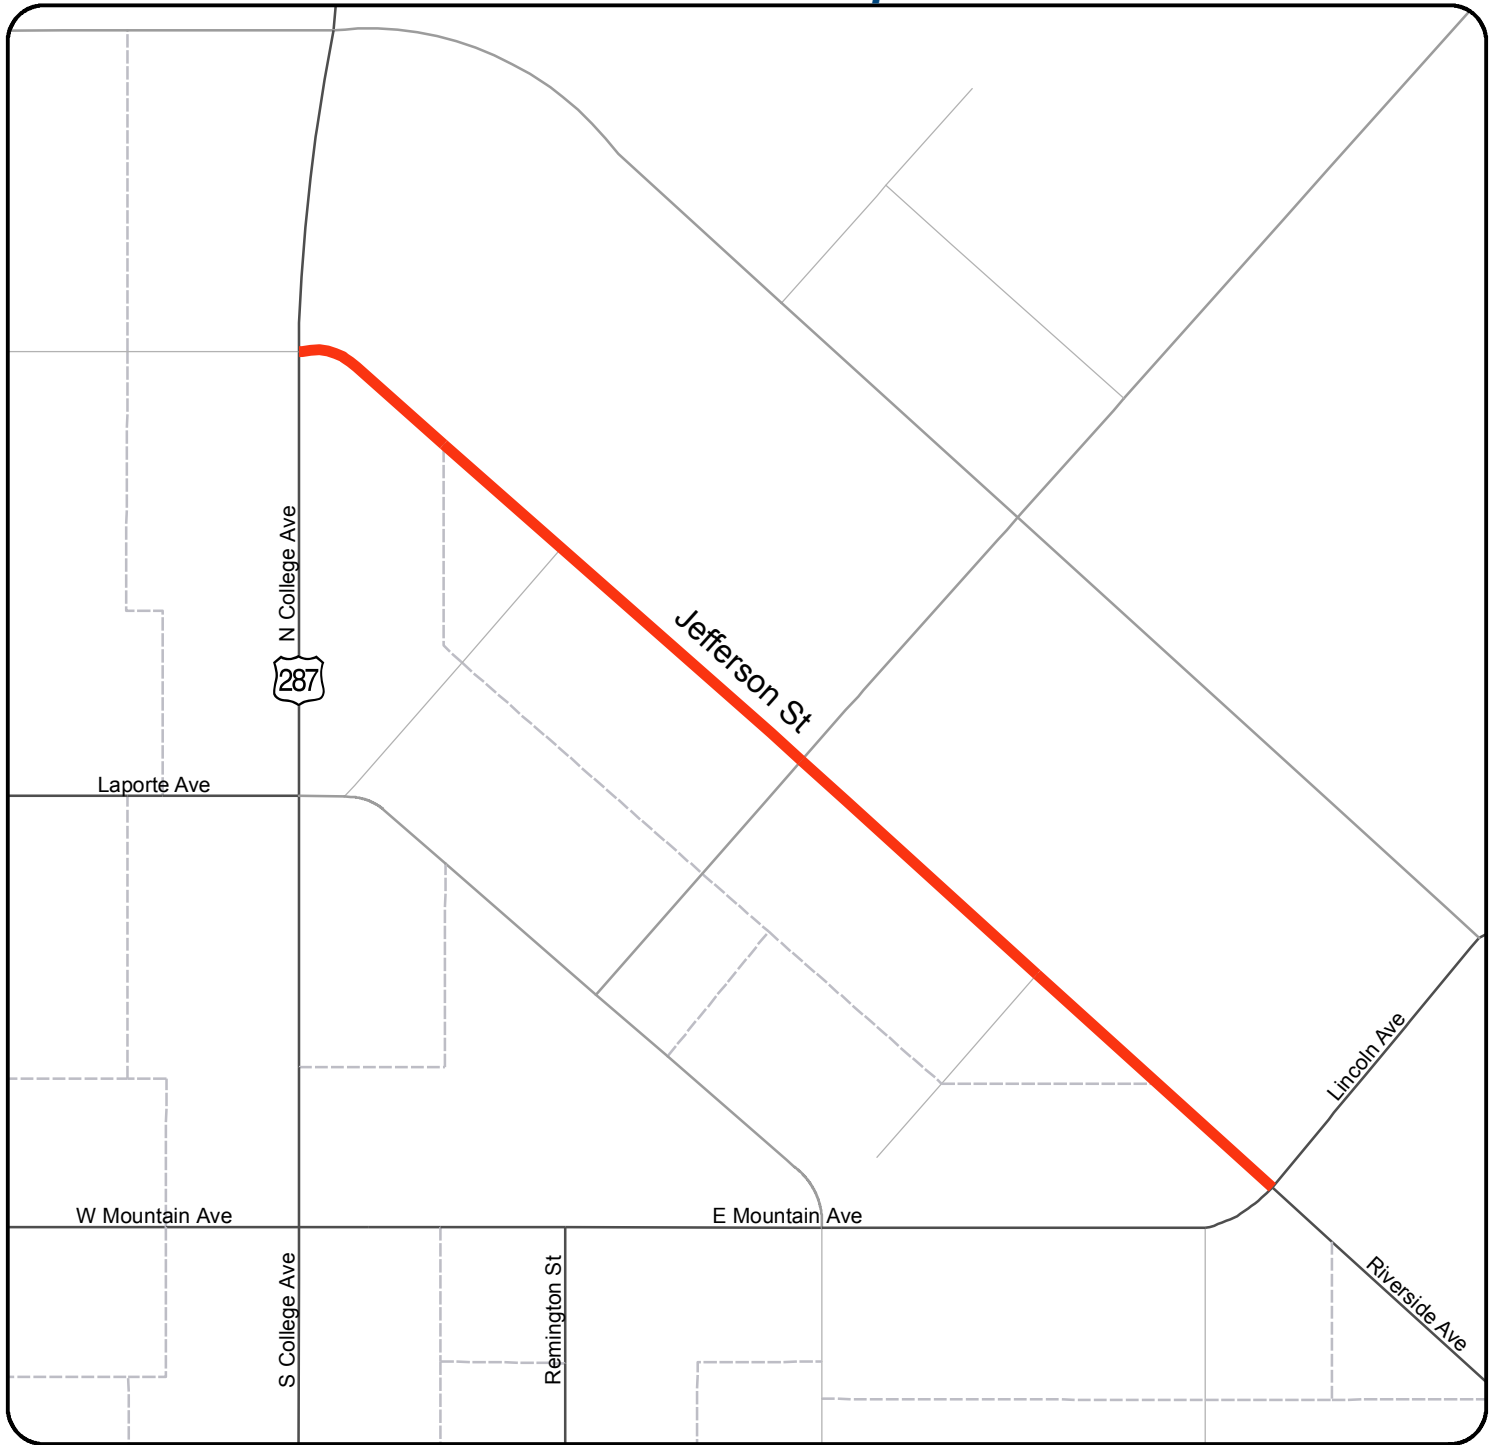 N College Ave
Jefferson St
287
Laporte Ave
Lincoln Ave
W Mountain Ave
E Mountain Ave
S College Ave
Remington St
Riverside Ave